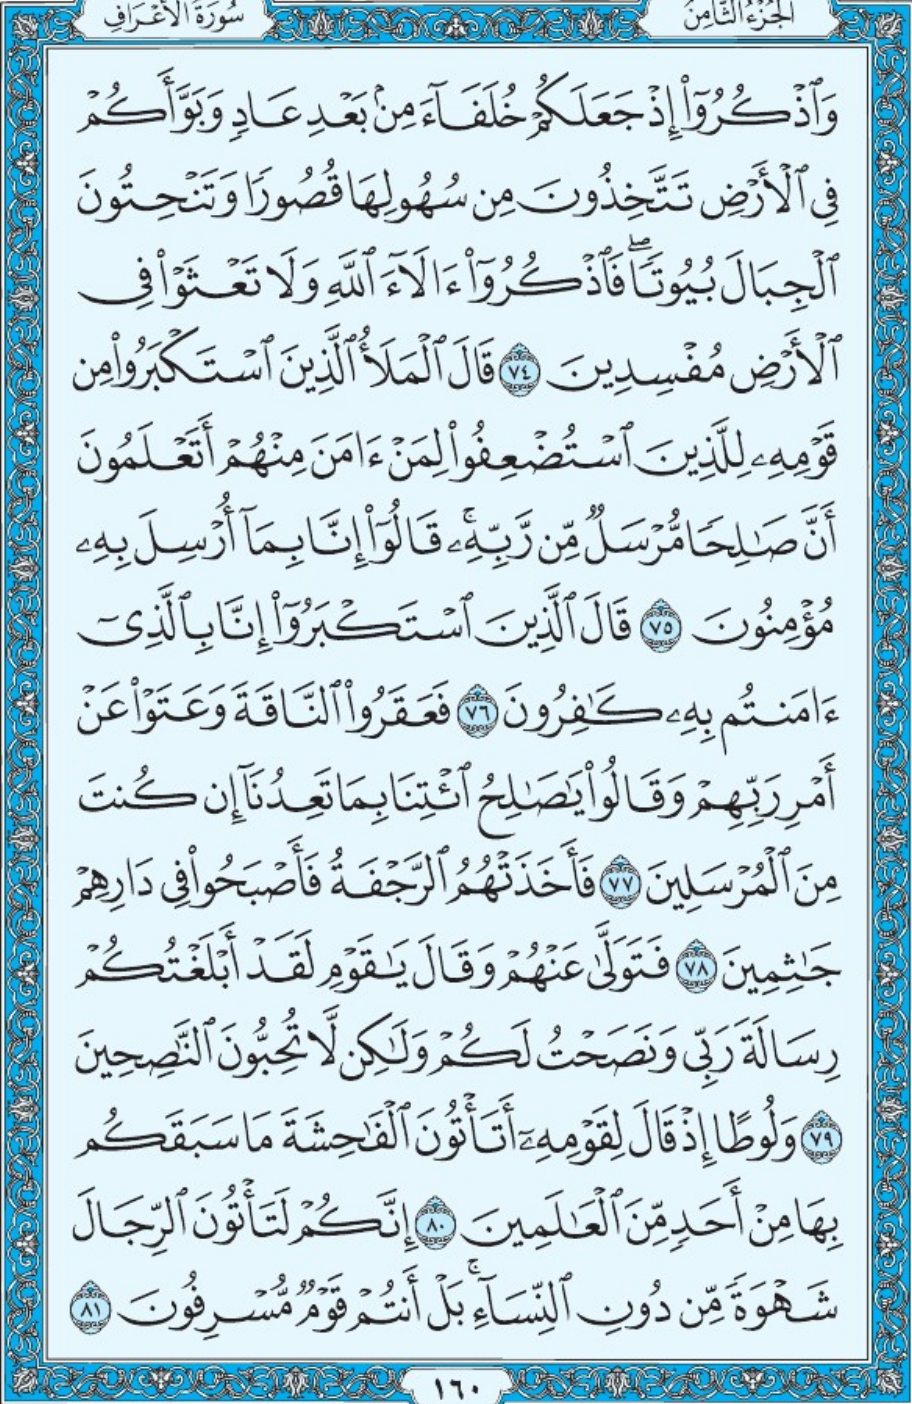 الجُزْءُ الثَّامِنُ
سُورَةُ الأَعْرَافِ
وَٱذْكُرُوٓا۟ إِذْ جَعَلَكُمْ خُلَفَآءَ مِنۢ بَعْدِ عَادٍ وَبَوَّأَكُمْ
فِى ٱلْأَرْضِ تَتَّخِذُونَ مِن سُهُولِهَا قُصُورًا وَتَنْحِتُونَ
ٱلْجِبَالَ بُيُوتًا ۖ فَٱذْكُرُوٓا۟ ءَالَآءَ ٱللَّهِ وَلَا تَعْثَوْا۟ فِى
ٱلْأَرْضِ مُفْسِدِينَ ٧٤ قَالَ ٱلْمَلَأُ ٱلَّذِينَ ٱسْتَكْبَرُوا۟ مِن
قَوْمِهِۦ لِلَّذِينَ ٱسْتُضْعِفُوا۟ لِمَنْ ءَامَنَ مِنْهُمْ أَتَعْلَمُونَ
أَنَّ صَـٰلِحًا مُّرْسَلٌ مِّن رَّبِّهِۦ ۚ قَالُوٓا۟ إِنَّا بِمَآ أُرْسِلَ بِهِۦ
مُؤْمِنُونَ ٧٥ قَالَ ٱلَّذِينَ ٱسْتَكْبَرُوٓا۟ إِنَّا بِٱلَّذِىٓ
ءَامَنتُم بِهِۦ كَـٰفِرُونَ ٧٦ فَعَقَرُوا۟ ٱلنَّاقَةَ وَعَتَوْا۟ عَنْ
أَمْرِ رَبِّهِمْ وَقَالُوا۟ يَـٰصَـٰلِحُ ٱئْتِنَا بِمَا تَعِدُنَآ إِن كُنتَ
مِنَ ٱلْمُرْسَلِينَ ٧٧ فَأَخَذَتْهُمُ ٱلرَّجْفَةُ فَأَصْبَحُوا۟ فِى دَارِهِمْ
جَـٰثِمِينَ ٧٨ فَتَوَلَّىٰ عَنْهُمْ وَقَالَ يَـٰقَوْمِ لَقَدْ أَبْلَغْتُكُمْ
رِسَالَةَ رَبِّى وَنَصَحْتُ لَكُمْ وَلَـٰكِن لَّا تُحِبُّونَ ٱلنَّـٰصِحِينَ
٧٩ وَلُوطًا إِذْ قَالَ لِقَوْمِهِۦٓ أَتَأْتُونَ ٱلْفَـٰحِشَةَ مَا سَبَقَكُم
بِهَا مِنْ أَحَدٍ مِّنَ ٱلْعَـٰلَمِينَ ٨٠ إِنَّكُمْ لَتَأْتُونَ ٱلرِّجَالَ
شَهْوَةً مِّن دُونِ ٱلنِّسَآءِ ۚ بَلْ أَنتُمْ قَوْمٌ مُّسْرِفُونَ ٨١
١٦٠